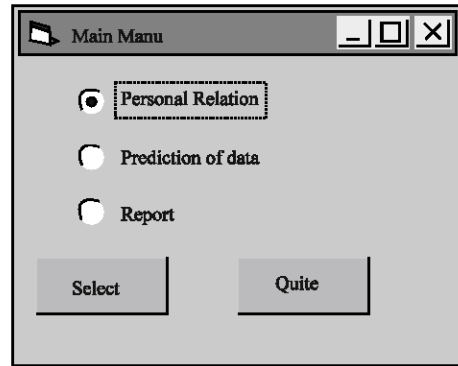 Main Manu
Personal Relation
Prediction of data
Report
Select
Quite